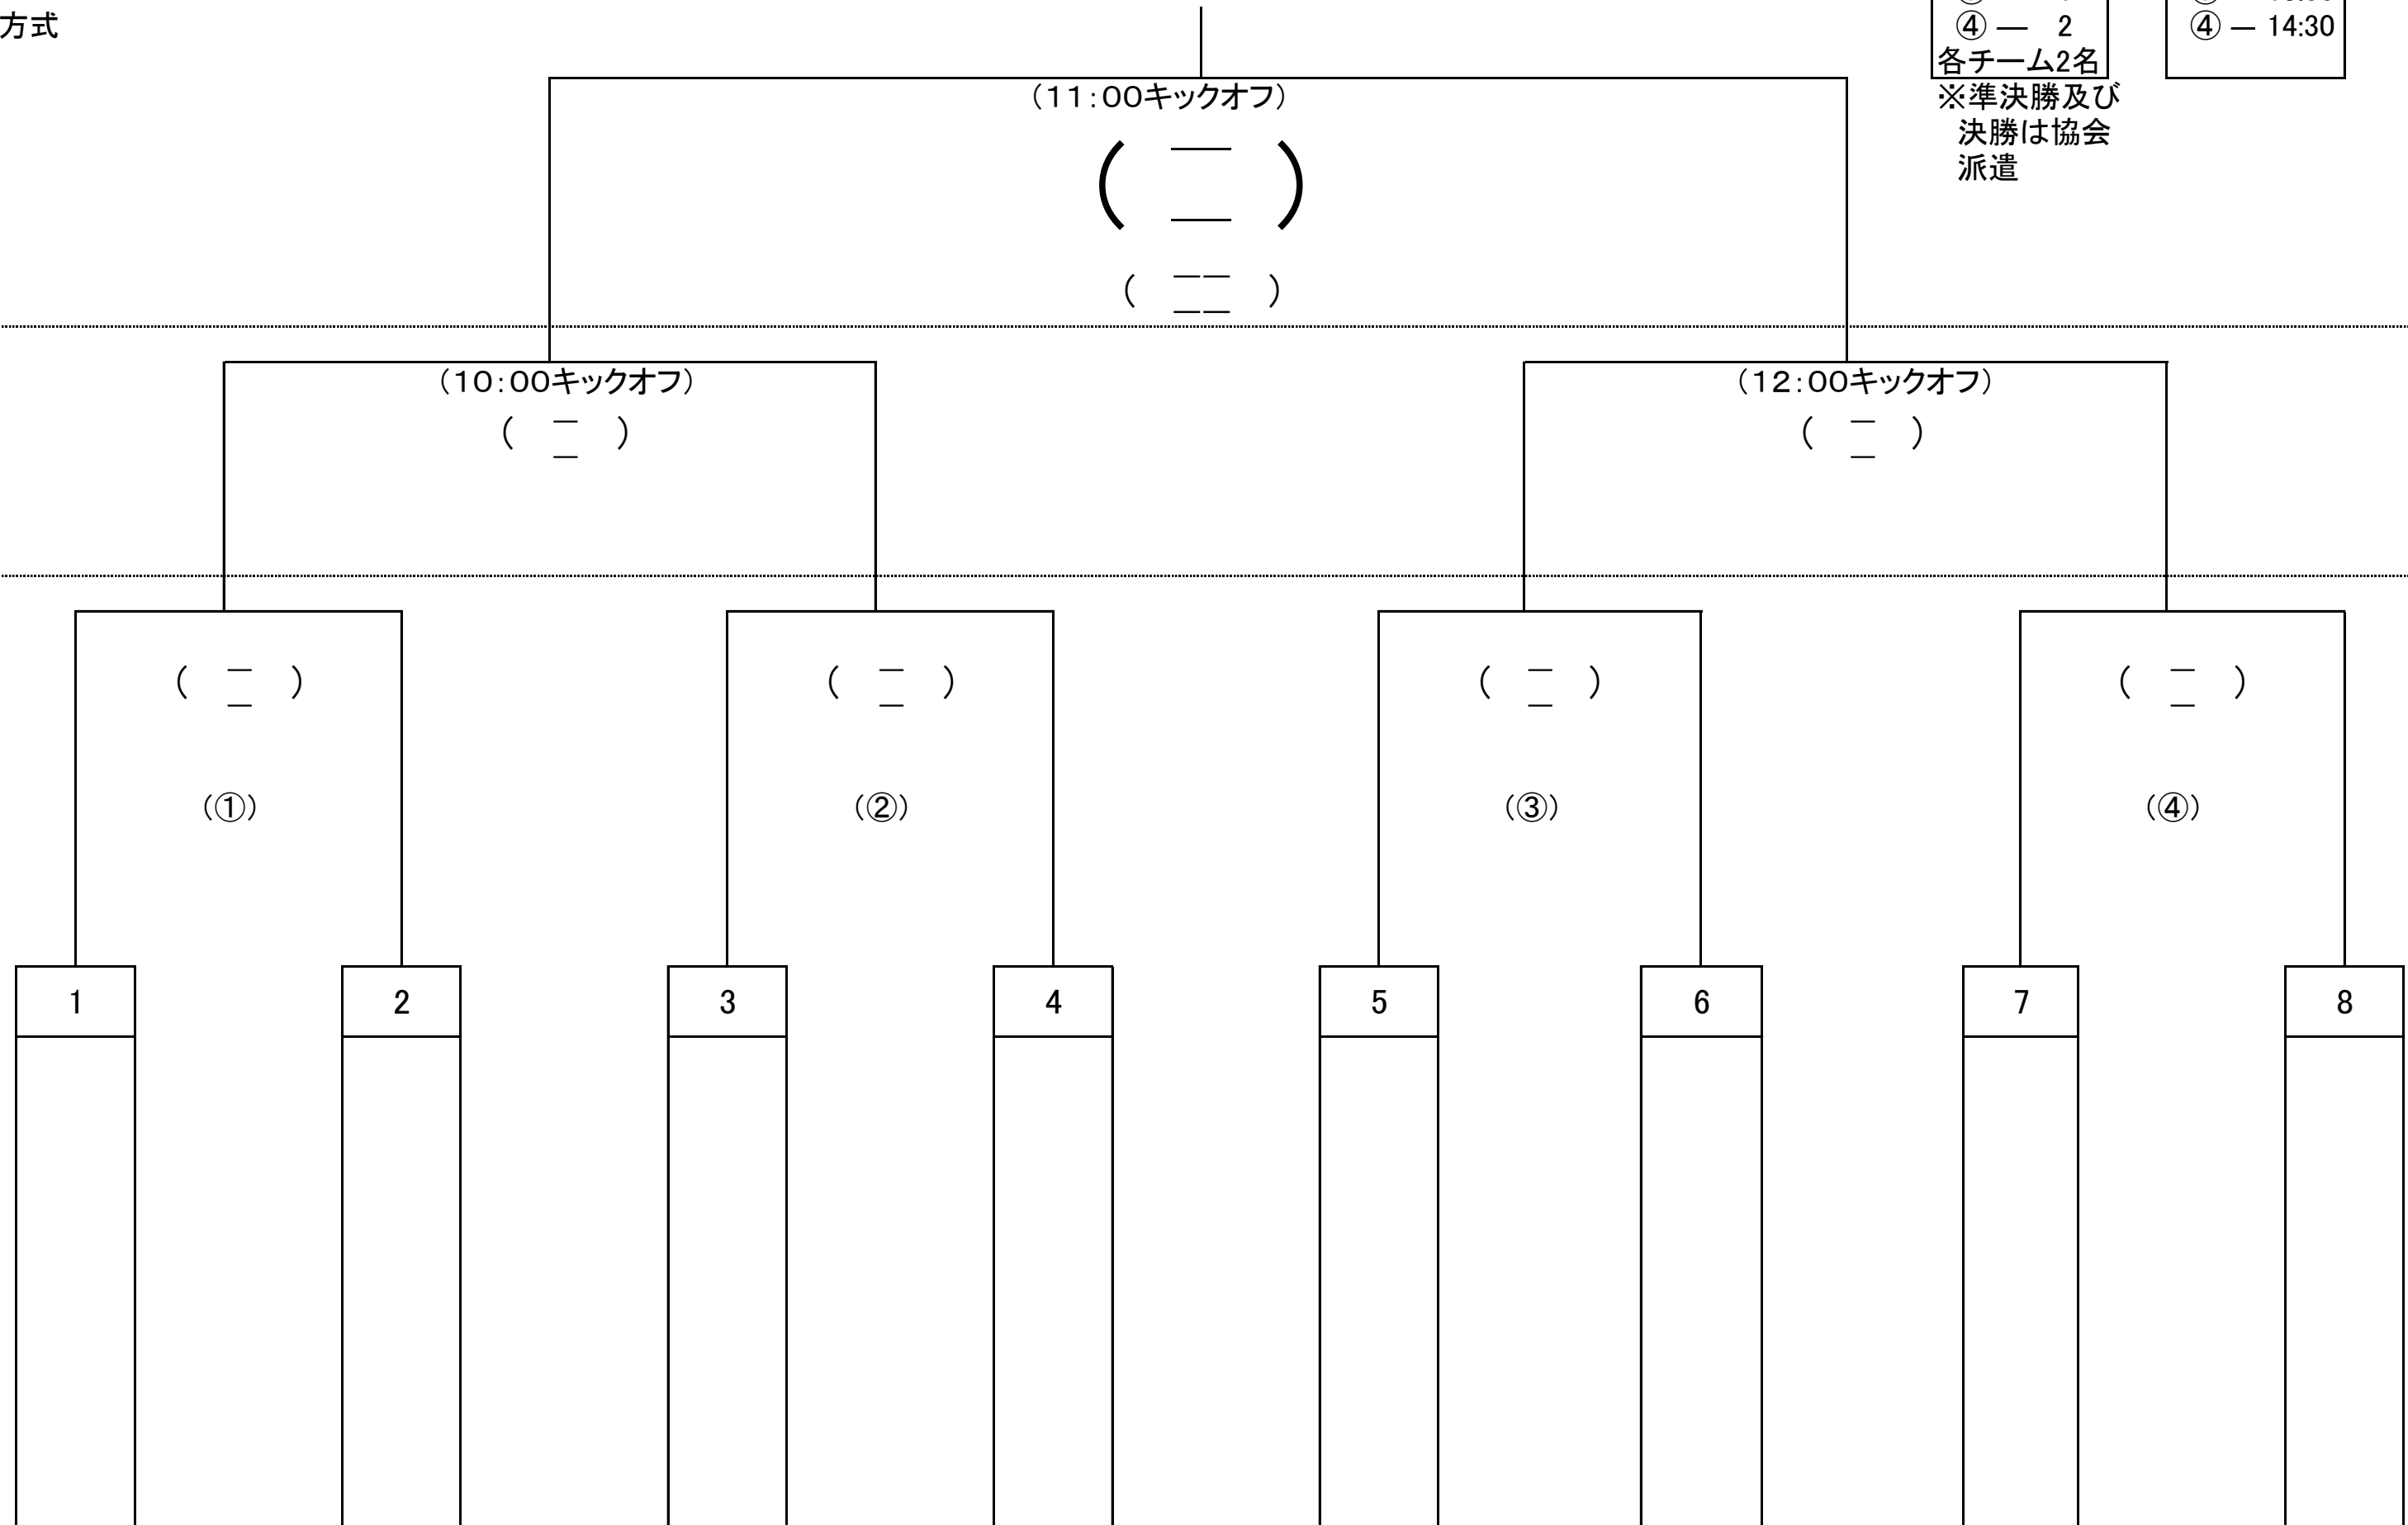 方式
④ ― 2
各チーム2名
※準決勝及び
決勝は協会
派遣
④ ― 14:30
（11：00キックオフ）
（10：00キックオフ）
（12：00キックオフ）
（①）
（②）
（③）
（④）
1
2
3
4
5
6
7
8